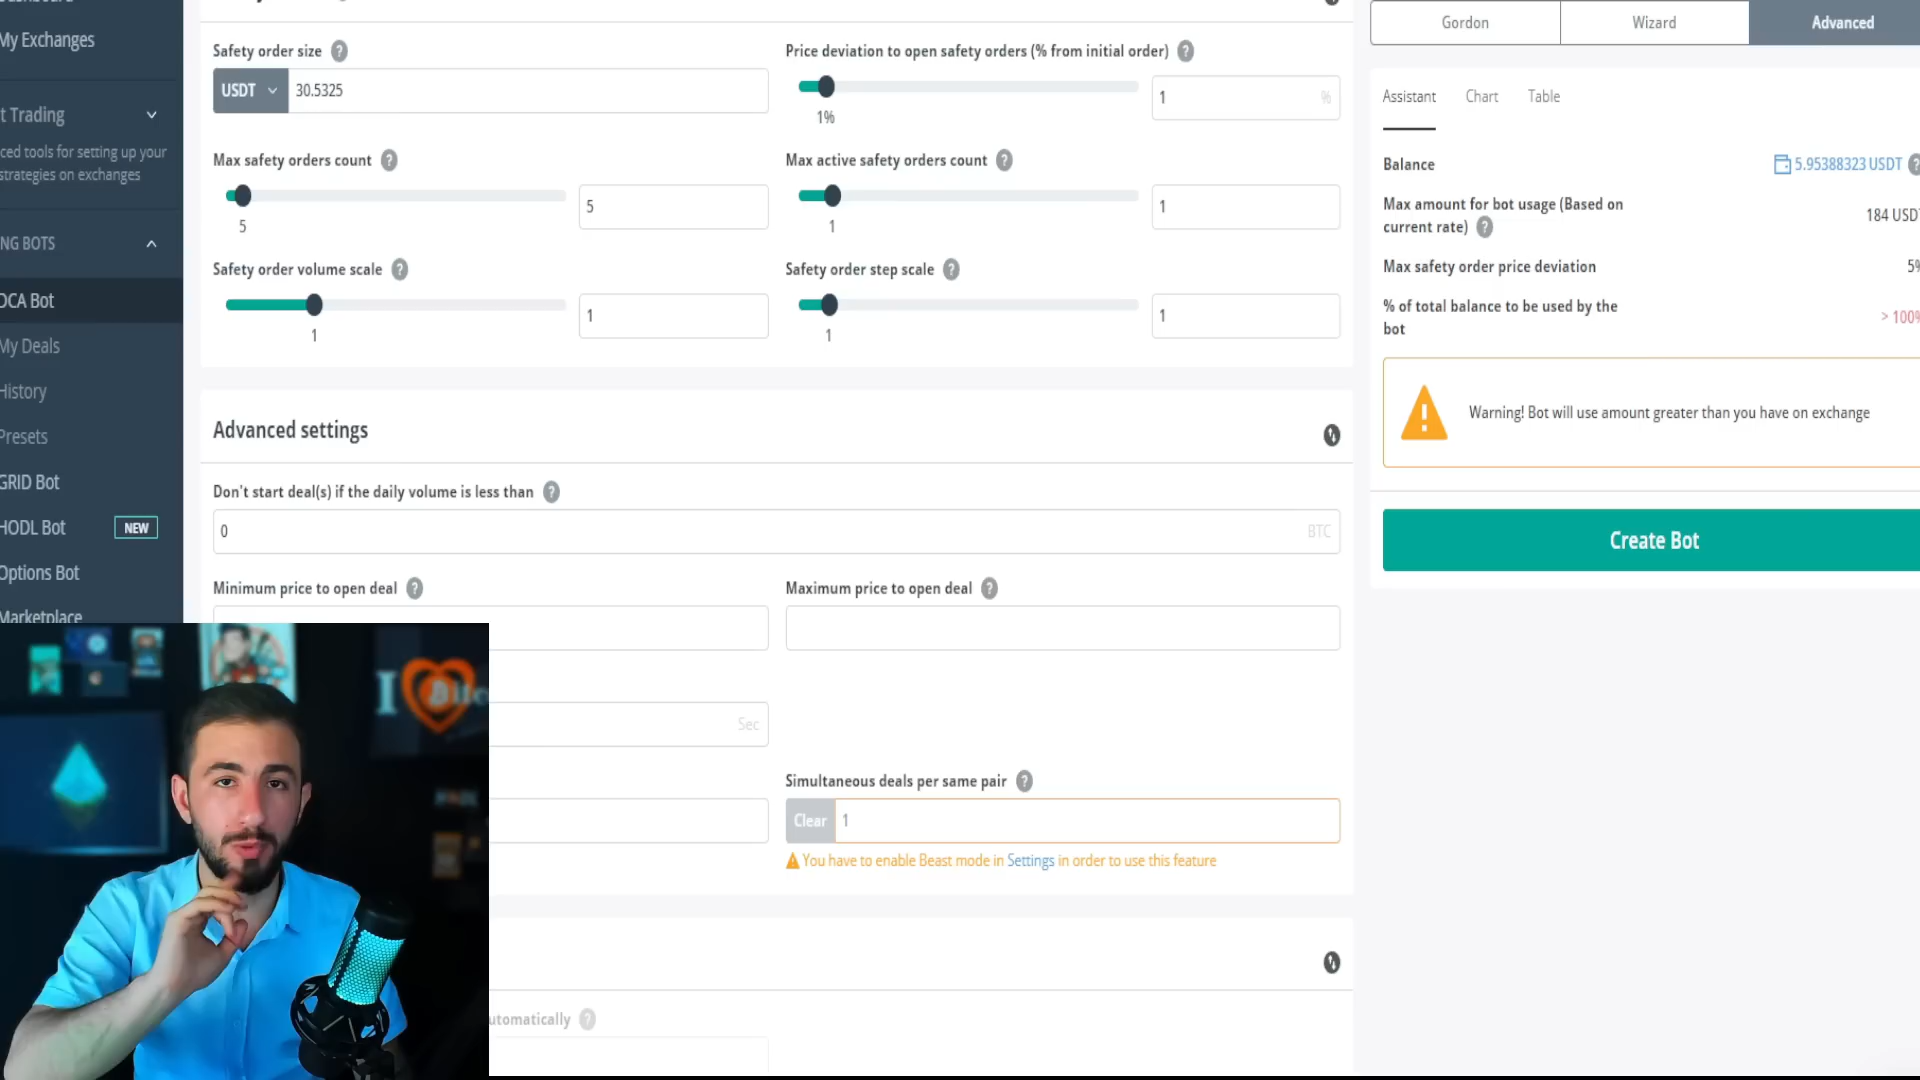 My Exchanges
t Trading
ced tools for setting up your
strategies on exchanges
NG BOTS
DCA Bot
My Deals
History
Presets
GRID Bot
HODL Bot NEW
Options Bot
Marketplace
Safety order size ?
USDT 30.5325
Price deviation to open safety orders (% from initial order) ?
1 %
1%
Max safety orders count ?
5
5
Max active safety orders count ?
1
1
Safety order volume scale ?
1
1
Safety order step scale ?
1
1
Advanced settings
Don't start deal(s) if the daily volume is less than ?
0 BTC
Minimum price to open deal ?
Maximum price to open deal ?
Sec
Simultaneous deals per same pair ?
Clear 1
You have to enable Beast mode in Settings in order to use this feature
utomatically ?
Gordon Wizard Advanced
Assistant Chart Table
Balance 5.95388323 USDT ?
Max amount for bot usage (Based on
current rate) ? 184 USDT
Max safety order price deviation 5%
% of total balance to be used by the
bot > 100%
Warning! Bot will use amount greater than you have on exchange
Create Bot
I